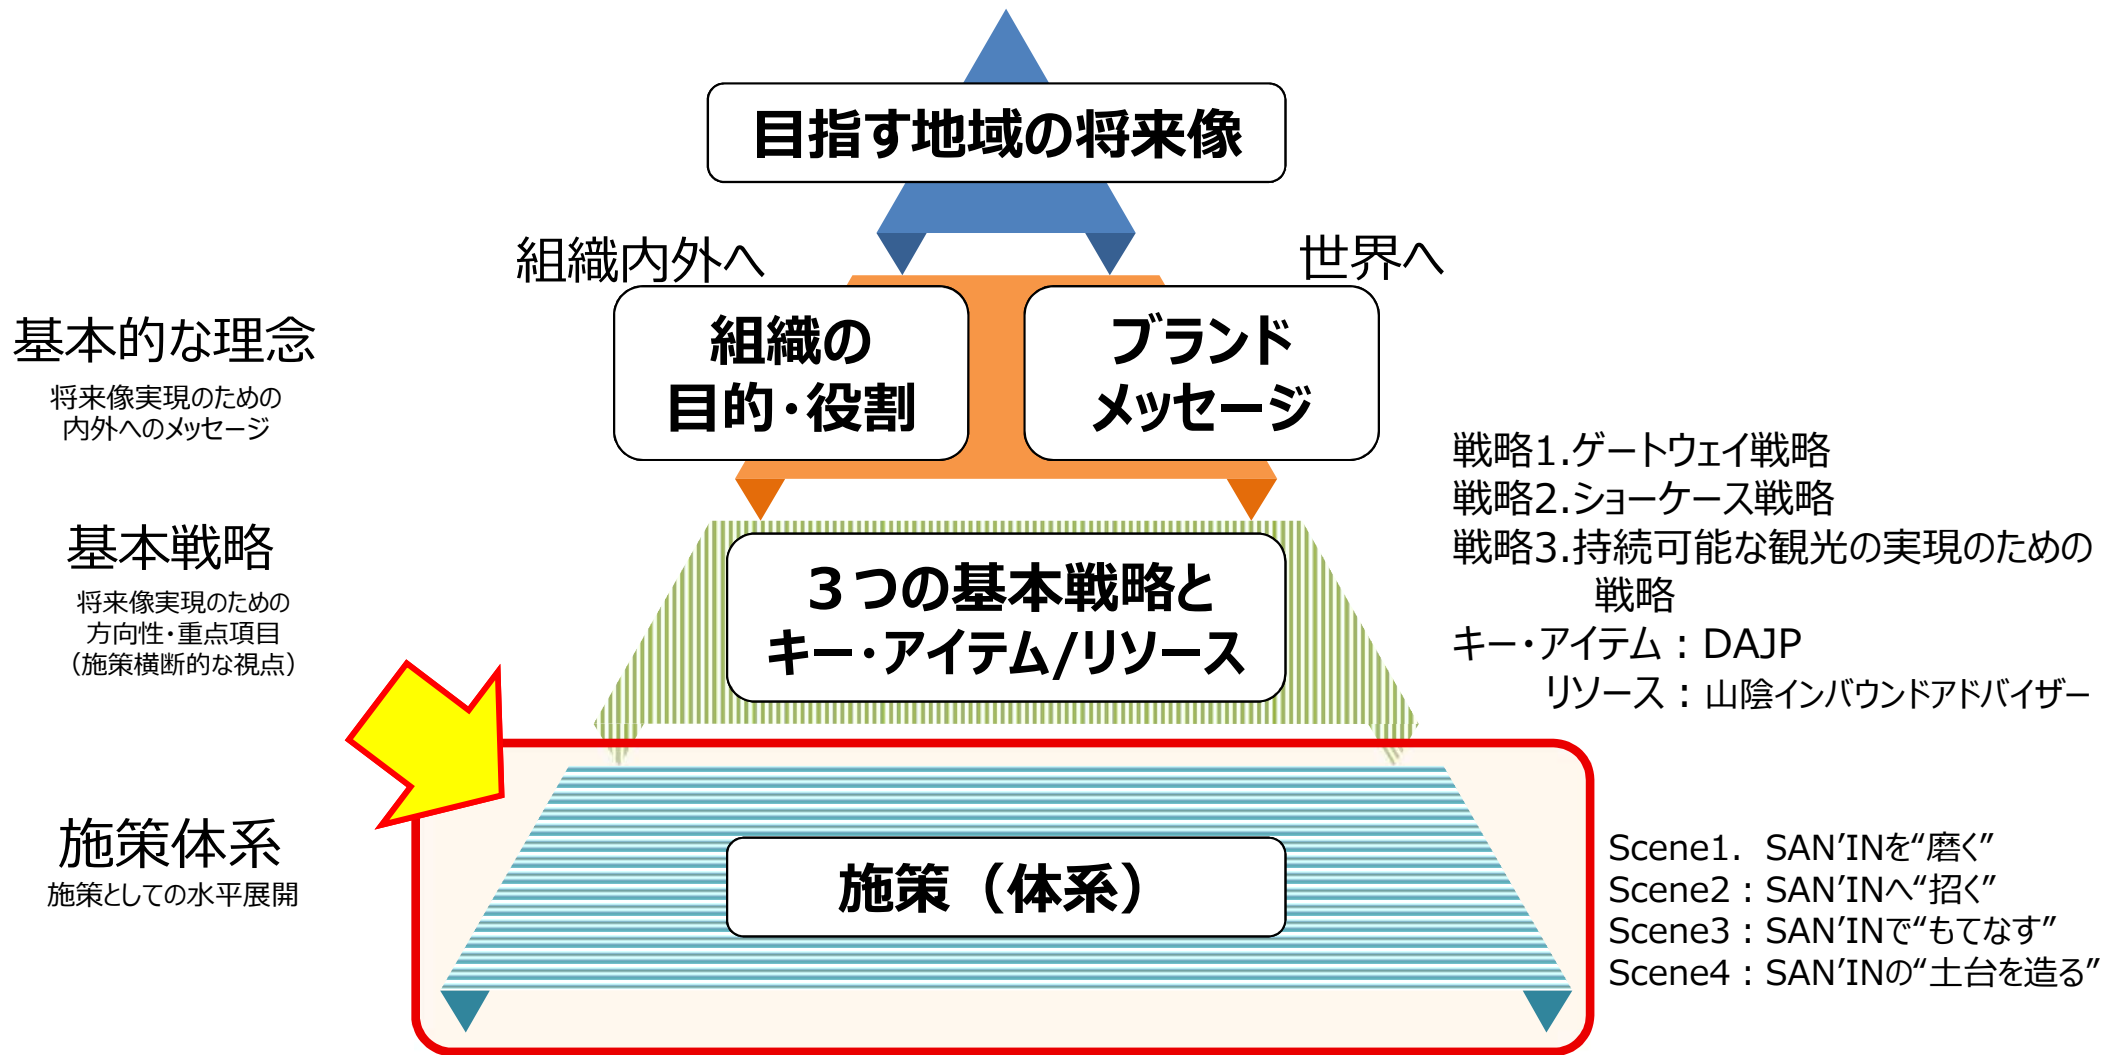 目指す地域の将来像
組織内外へ
世界へ
基本的な理念
将来像実現のための
内外へのメッセージ
組織の
目的・役割
ブランド
メッセージ
基本戦略
将来像実現のための
方向性・重点項目
（施策横断的な視点）
３つの基本戦略と
キー・アイテム/リソース
戦略1.ゲートウェイ戦略
戦略2.ショーケース戦略
戦略3.持続可能な観光の実現のための
戦略
キー・アイテム：DAJP
リソース：山陰インバウンドアドバイザー
施策体系
施策としての水平展開
施策（体系）
Scene1. SAN’INを“磨く”
Scene2：SAN’INへ“招く”
Scene3：SAN’INで“もてなす”
Scene4：SAN’INの“土台を造る”